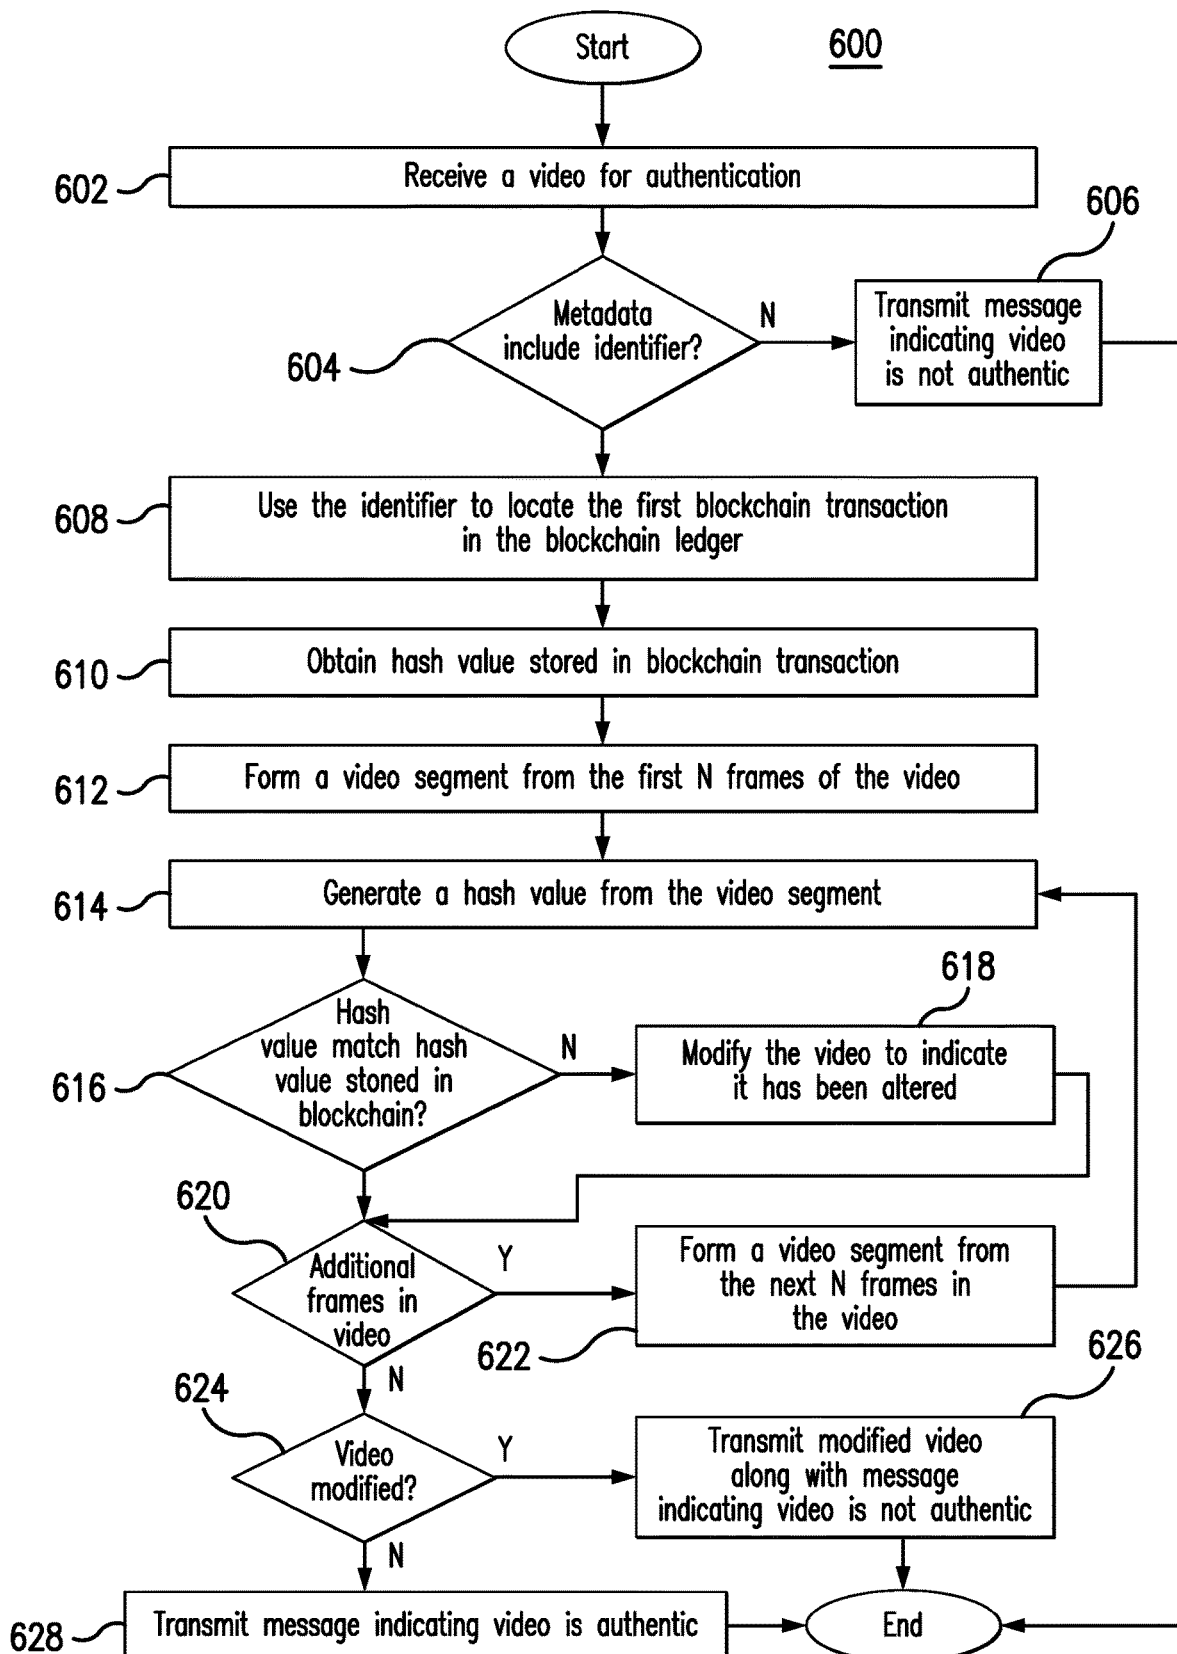 Start
600
602
Receive a video for authentication
606
604
Metadata
include identifier?
N
Transmit message
indicating video
is not authentic
608
Use the identifier to locate the first blockchain transaction
in the blockchain ledger
610
Obtain hash value stored in blockchain transaction
612
Form a video segment from the first N frames of the video
614
Generate a hash value from the video segment
616
Hash
value match hash
value stoned in
blockchain?
N
618
Modify the video to indicate
it has been altered
620
Additional
frames in
video
Y
N
622
Form a video segment from
the next N frames in
the video
624
Video
modified?
Y
N
626
Transmit modified video
along with message
indicating video is not authentic
628
Transmit message indicating video is authentic
End